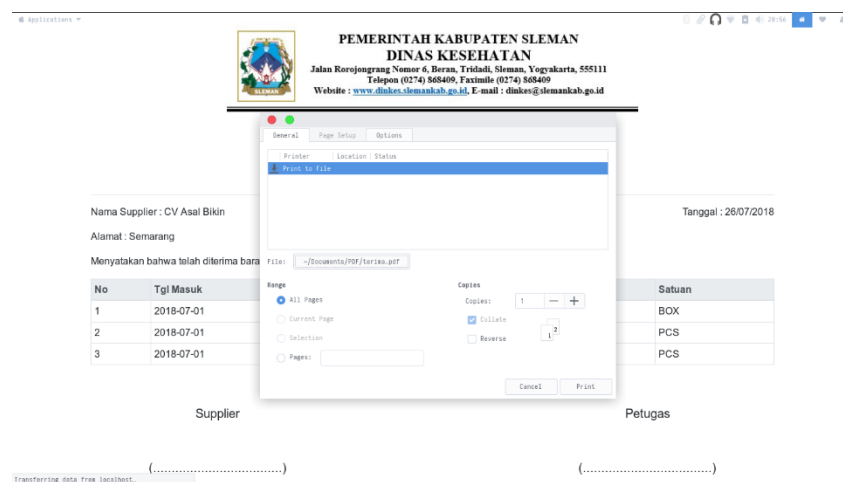 Applications
20:56
PEMERINTAH KABUPATEN SLEMAN
DINAS KESEHATAN
Jalan Rorojongrang Nomor 6, Beran, Tridadi, Sleman, Yogyakarta, 555111
Telepon (0274) 868409, Faximile (0274) 868409
Website : www.dinkes.slemankab.go.id, E-mail : dinkes@slemankab.go.id
SLEMAN
General Page Setup Options
Printer Location Status
Print to File
Nama Supplier : CV Asal Bikin
Tanggal : 26/07/2018
Alamat : Semarang
Menyatakan bahwa telah diterima bara
File: ~/Documents/PDF/terima.pdf
Range
Copies
All Pages
Copies: 1
Current Page
Collate
Selection
Reverse
1 2
Pages:
Cancel Print
No Tgl Masuk Satuan
1 2018-07-01 BOX
2 2018-07-01 PCS
3 2018-07-01 PCS
Supplier Petugas
(...................................) (...................................)
Transferring data from localhost…